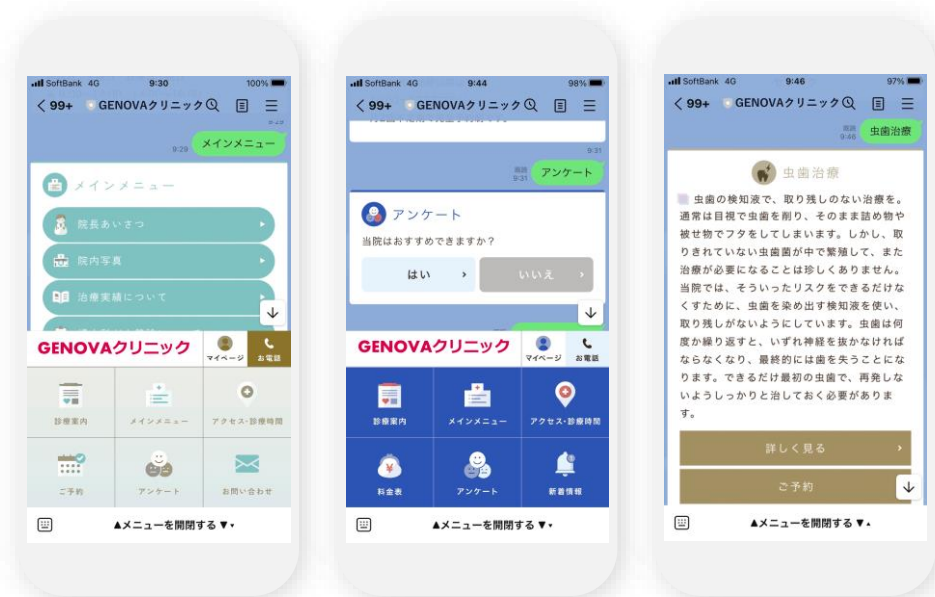 SoftBank 4G 9:30 100%
< 99+ GENOVAクリニック
9:29 メインメニュー
メインメニュー
院長あいさつ
院内写真
治療実績について
GENOVAクリニック
マイページ お電話
診療案内 メインメニュー アクセス・診療時間
ご予約 アンケート お問い合わせ
▲メニューを開閉する▼▾
SoftBank 4G 9:44 98%
< 99+ GENOVAクリニック
9:31
既読
9:31 アンケート
アンケート
当院はおすすめできますか？
はい いいえ
GENOVAクリニック
マイページ お電話
診療案内 メインメニュー アクセス・診療時間
料金表 アンケート 新着情報
▲メニューを開閉する▼▾
SoftBank 4G 9:46 97%
< 99+ GENOVAクリニック
既読
9:46 虫歯治療
虫歯治療
虫歯の検知液で、取り残しのない治療を。
通常は目視で虫歯を削り、そのまま詰め物や
被せ物でフタをしてしまいます。しかし、取
りきれていない虫歯菌が中で繁殖して、また
治療が必要になることは珍しくありません。
当院では、そういったリスクをできるだけな
くすために、虫歯を染め出す検知液を使い、
取り残しがないようにしています。虫歯は何
度か繰り返すと、いずれ神経を抜かなければ
ならなくなり、最終的には歯を失うことにな
ります。できるだけ最初の虫歯で、再発しな
いようしっかりと治しておく必要がありま
す。
詳しく見る
ご予約
▲メニューを開閉する▼▴